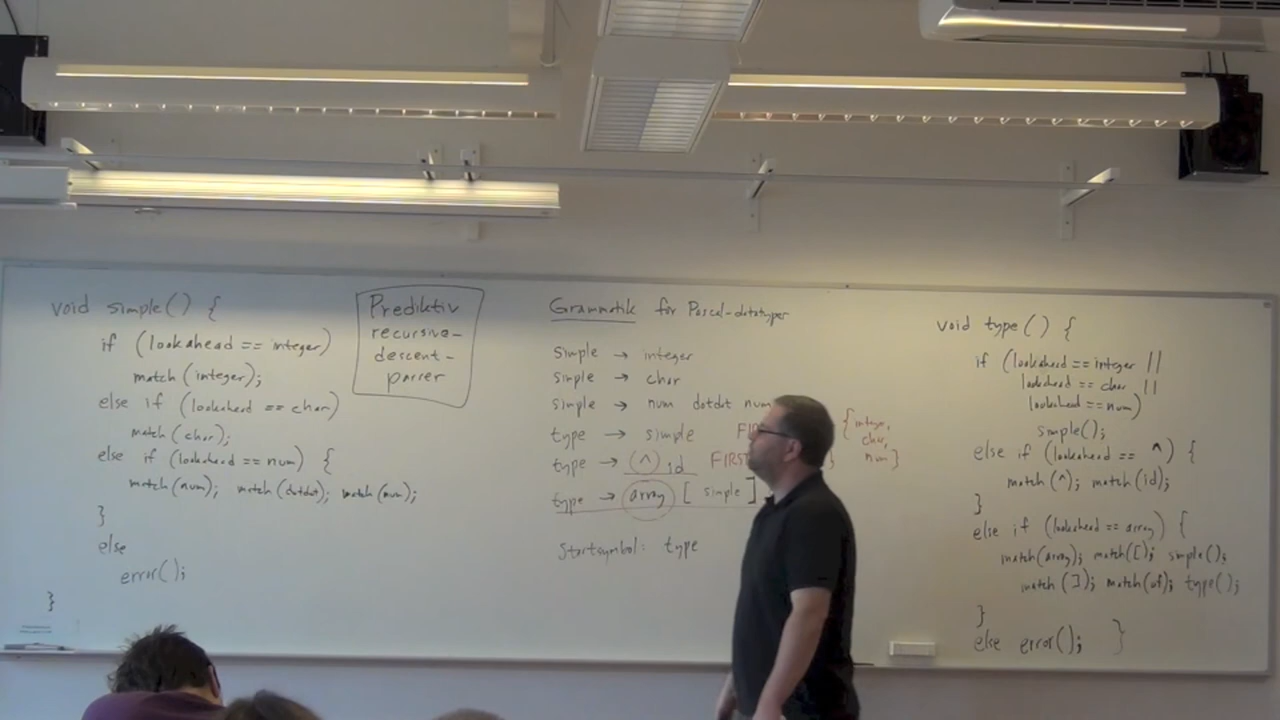 void simple() {
if (lookahead == integer)
match(integer);
else if (lookahead == char)
match(char);
else if (lookahead == num) {
match(num); match(dotdot); match(num);
}
else
error();
}
Prediktiv
recursive-
descent-
parser
Grammatik för Pascal-datatyper
simple → integer
simple → char
simple → num dotdot num
type → simple
type → ^ id FIRST
type → array [ simple ]
Startsymbol: type
{integer,
char,
num}
void type() {
if (lookahead == integer ||
lookahead == char ||
lookahead == num)
simple();
else if (lookahead == ^) {
match(^); match(id);
}
else if (lookahead == array) {
match(array); match([); simple();
match(]); match(of); type();
}
else error(); }